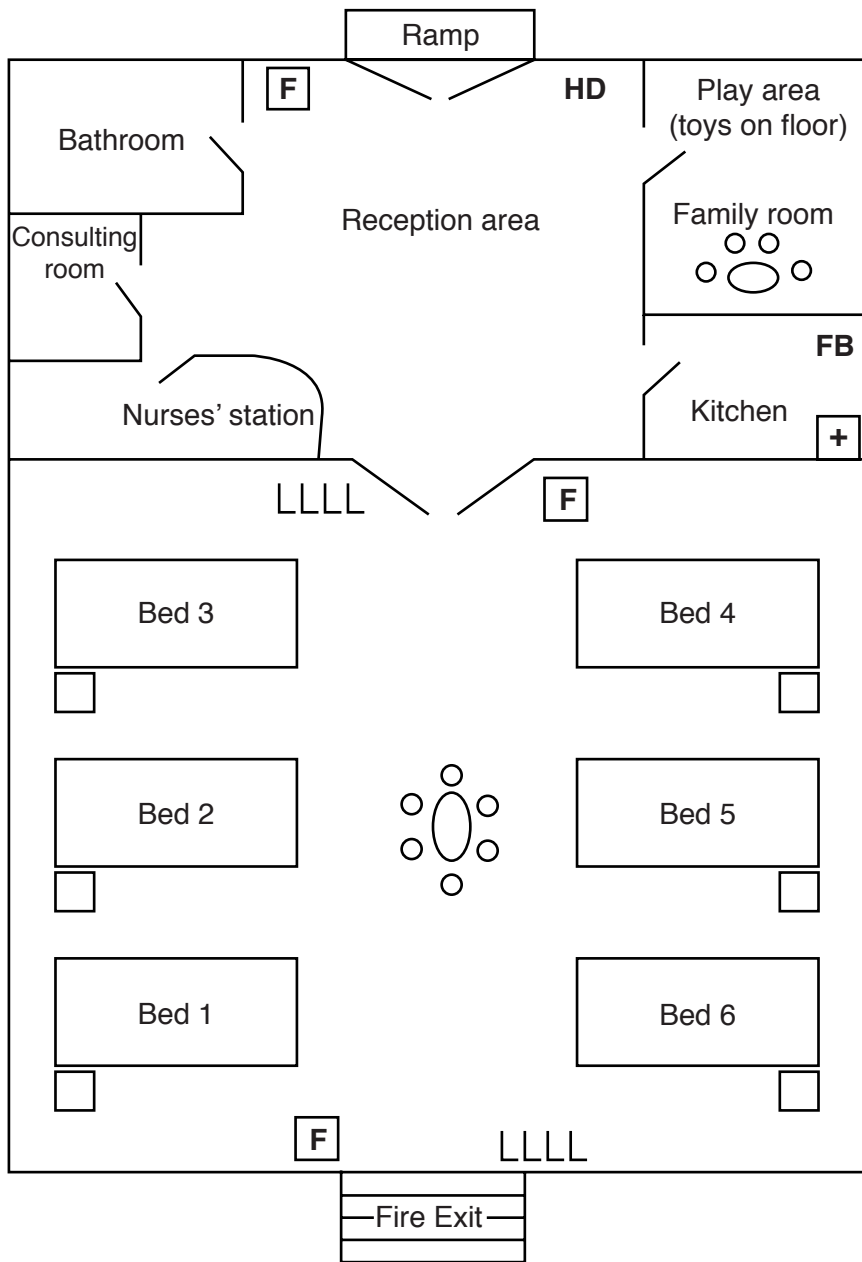 Ramp
F
HD
Play area
(toys on floor)
Bathroom
Reception area
Family room
Consulting
room
FB
Nurses’ station
Kitchen
+
LLLL
F
Bed 3
Bed 4
Bed 2
Bed 5
Bed 1
Bed 6
F
LLLL
Fire Exit